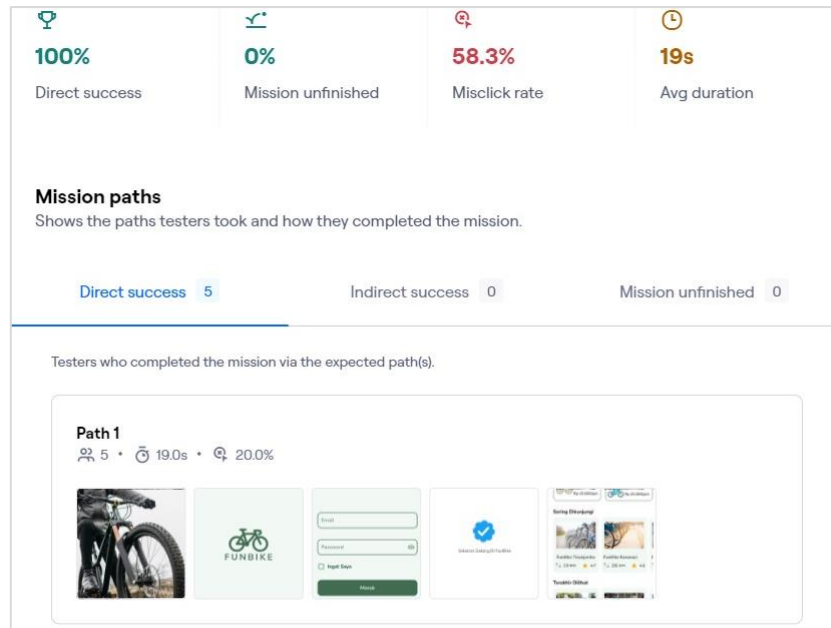 100% 0% 58.3% 19s
Direct success Mission unfinished Misclick rate Avg duration
Mission paths
Shows the paths testers took and how they completed the mission.
Direct success 5 Indirect success 0 Mission unfinished 0
Testers who completed the mission via the expected path(s).
Path 1
5 • 19.0s • 20.0%
FUNBIKE
Email
Password
Ingat Saya
Masuk
Sering Dikunjungi
Terakhir Dilihat